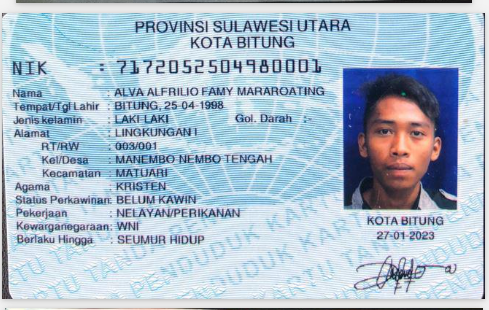 PROVINSI SULAWESI UTARA
KOTA BITUNG
NIK : 7172052504980001
Nama : ALVA ALFRILIO FAMY MARAROATING
Tempat/Tgl Lahir : BITUNG, 25-04-1998
Jenis kelamin : LAKI LAKI Gol. Darah :-
Alamat : LINGKUNGAN I
RT/RW : 003/001
Kel/Desa : MANEMBO NEMBO TENGAH
Kecamatan : MATUARI
Agama : KRISTEN
Status Perkawinan: BELUM KAWIN
Pekerjaan : NELAYAN/PERIKANAN
Kewarganegaraan: WNI
Berlaku Hingga : SEUMUR HIDUP
KOTA BITUNG
27-01-2023